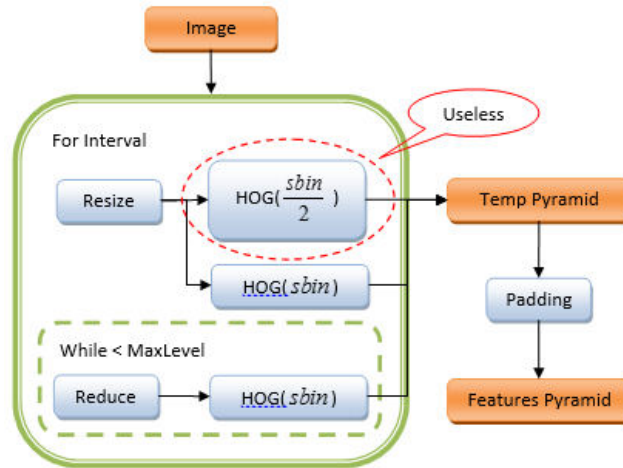 Image
Useless
For Interval
Resize
HOG(sbin/2)
Temp Pyramid
HOG(sbin)
Padding
While < MaxLevel
Reduce
HOG(sbin)
Features Pyramid